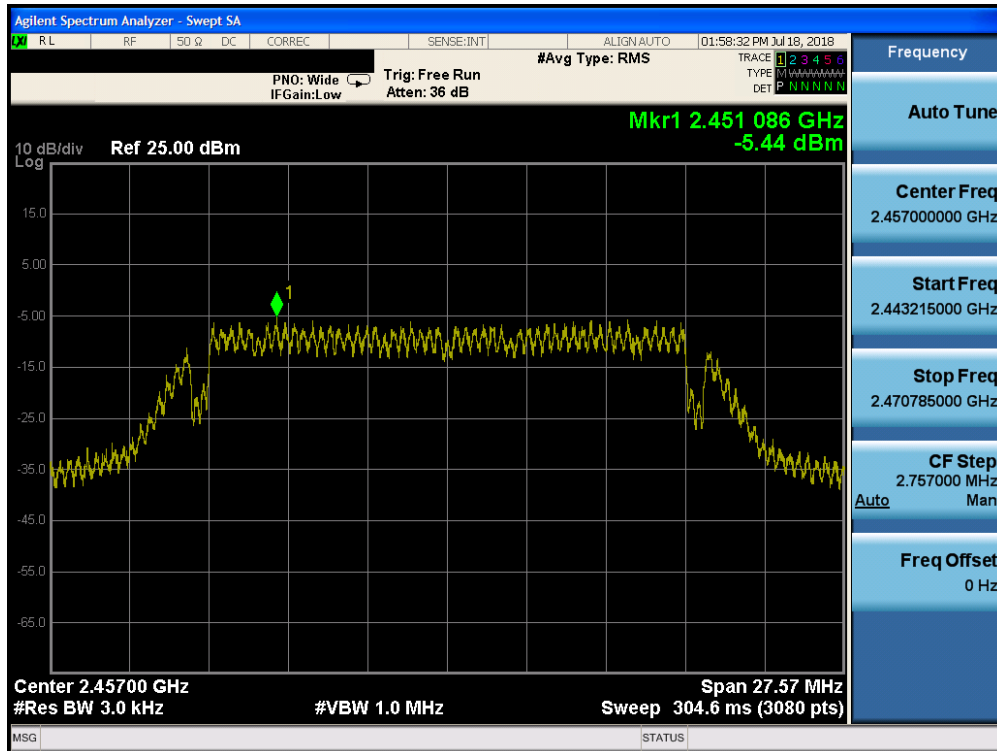 Agilent Spectrum Analyzer - Swept SA
LXI RL RF 50 Ω DC CORREC SENSE:INT ALIGN AUTO 01:58:32 PM Jul 18, 2018
Frequency
#Avg Type: RMS
TRACE 1 2 3 4 5 6
PNO: Wide Trig: Free Run
TYPE M WWWWW
IFGain:Low Atten: 36 dB
DET P N N N N N
Auto Tune
Mkr1 2.451 086 GHz
-5.44 dBm
10 dB/div Ref 25.00 dBm
Log
Center Freq
2.457000000 GHz
15.0
5.00
Start Freq
2.443215000 GHz
1
-5.00
-15.0
Stop Freq
2.470785000 GHz
-25.0
-35.0
CF Step
2.757000 MHz
Auto Man
-45.0
-55.0
Freq Offset
0 Hz
-65.0
Center 2.45700 GHz Span 27.57 MHz
#Res BW 3.0 kHz #VBW 1.0 MHz Sweep 304.6 ms (3080 pts)
MSG STATUS